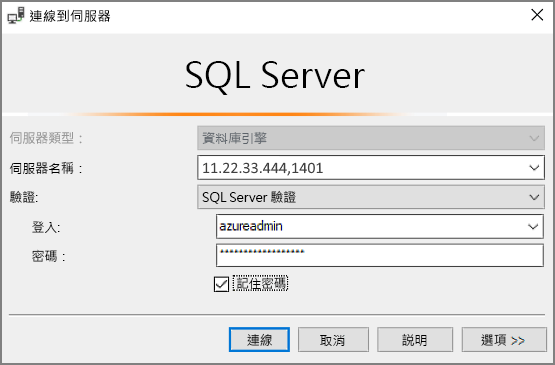 連線到伺服器
SQL Server
伺服器類型： 資料庫引擎
伺服器名稱： 11.22.33.444,1401
驗證: SQL Server 驗證
登入: azureadmin
密碼： ******************
記住密碼
連線 取消 說明 選項 >>